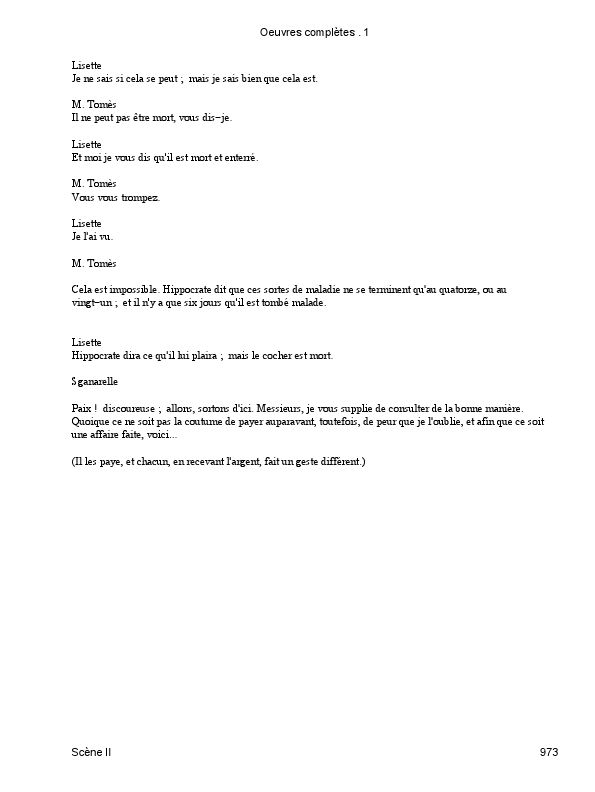 Oeuvres complètes . 1
Lisette
Je ne sais si cela se peut ; mais je sais bien que cela est.
M. Tomès
Il ne peut pas être mort, vous dis−je.
Lisette
Et moi je vous dis qu'il est mort et enterré.
M. Tomès
Vous vous trompez.
Lisette
Je l'ai vu.
M. Tomès
Cela est impossible. Hippocrate dit que ces sortes de maladie ne se terminent qu'au quatorze, ou au
vingt−un ; et il n'y a que six jours qu'il est tombé malade.
Lisette
Hippocrate dira ce qu'il lui plaira ; mais le cocher est mort.
Sganarelle
Paix ! discoureuse ; allons, sortons d'ici. Messieurs, je vous supplie de consulter de la bonne manière.
Quoique ce ne soit pas la coutume de payer auparavant, toutefois, de peur que je l'oublie, et afin que ce soit
une affaire faite, voici...
(Il les paye, et chacun, en recevant l'argent, fait un geste différent.)
Scène II 973